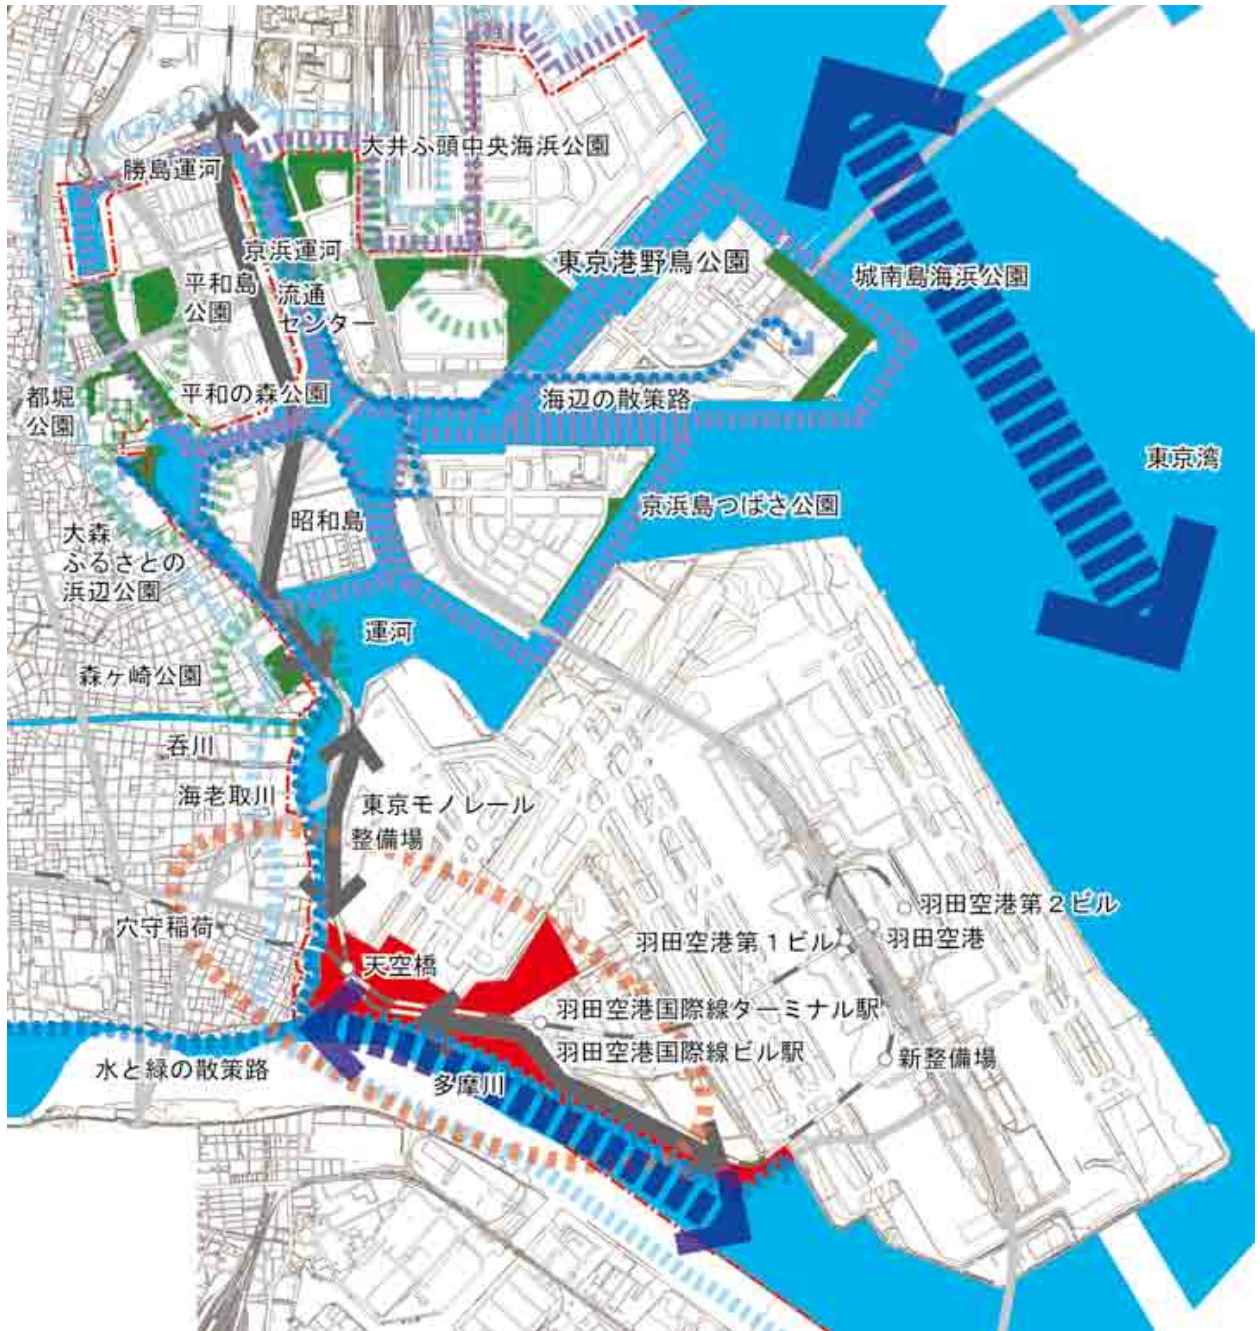 大井ふ頭中央海浜公園
勝島運河
京浜運河
東京港野鳥公園
城南島海浜公園
平和島
公園
流通
センター
平和の森公園
都堀
公園
海辺の散策路
東京湾
京浜島つばさ公園
昭和島
大森
ふるさとの
浜辺公園
運河
森ヶ崎公園
呑川
海老取川
東京モノレール
整備場
羽田空港第2ビル
穴守稲荷
羽田空港第1ビル
羽田空港
天空橋
羽田空港国際線ターミナル駅
羽田空港国際線ビル駅
新整備場
水と緑の散策路
多摩川